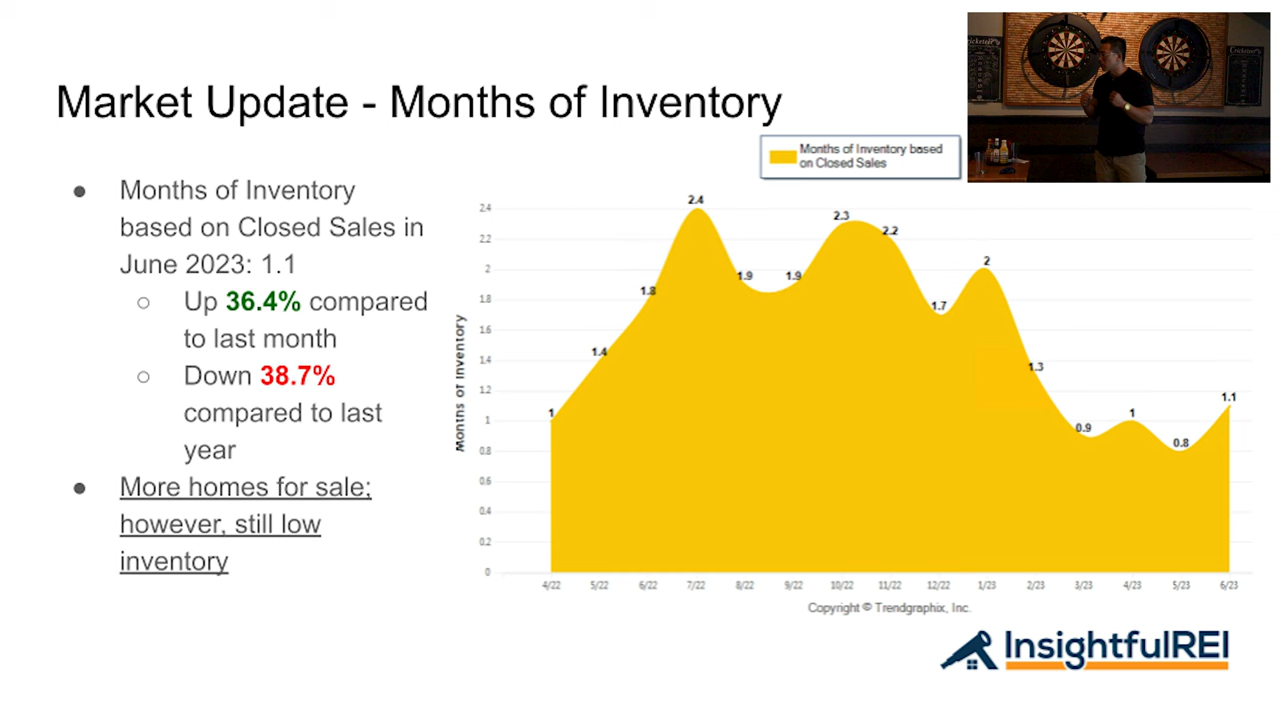 Market Update - Months of Inventory
● Months of Inventory
based on Closed Sales in
June 2023: 1.1
○ Up 36.4% compared
to last month
○ Down 38.7%
compared to last
year
● More homes for sale;
however, still low
inventory
Months of Inventory based
on Closed Sales
Months of Inventory
2.4
2.2
2
1.8
1.6
1.4
1.2
1
0.8
0.6
0.4
0.2
0
1
1.4
1.8
2.4
1.9
1.9
2.3
2.2
1.7
2
1.3
0.9
1
0.8
1.1
4/22 5/22 6/22 7/22 8/22 9/22 10/22 11/22 12/22 1/23 2/23 3/23 4/23 5/23 6/23
Copyright © Trendgraphix, Inc.
InsightfulREI